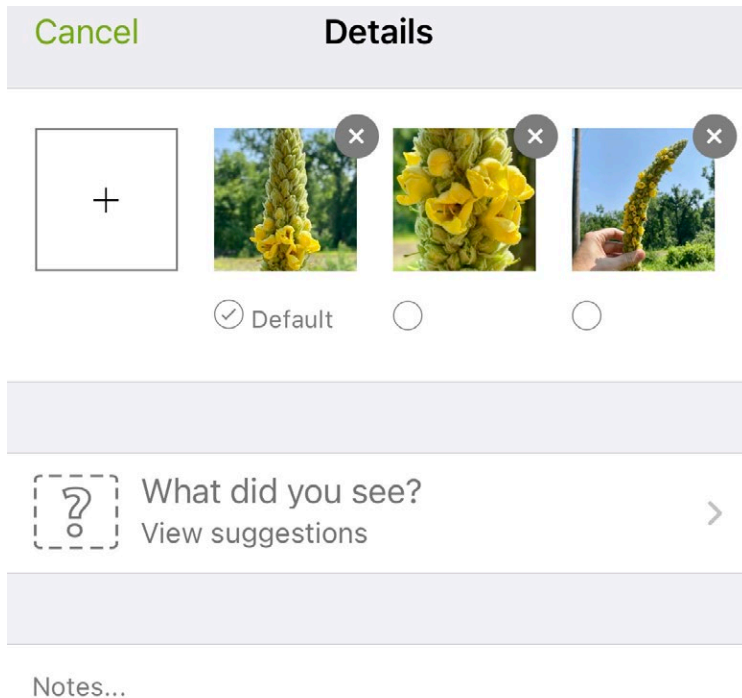 Cancel
Details
Default
What did you see?
View suggestions
Notes...